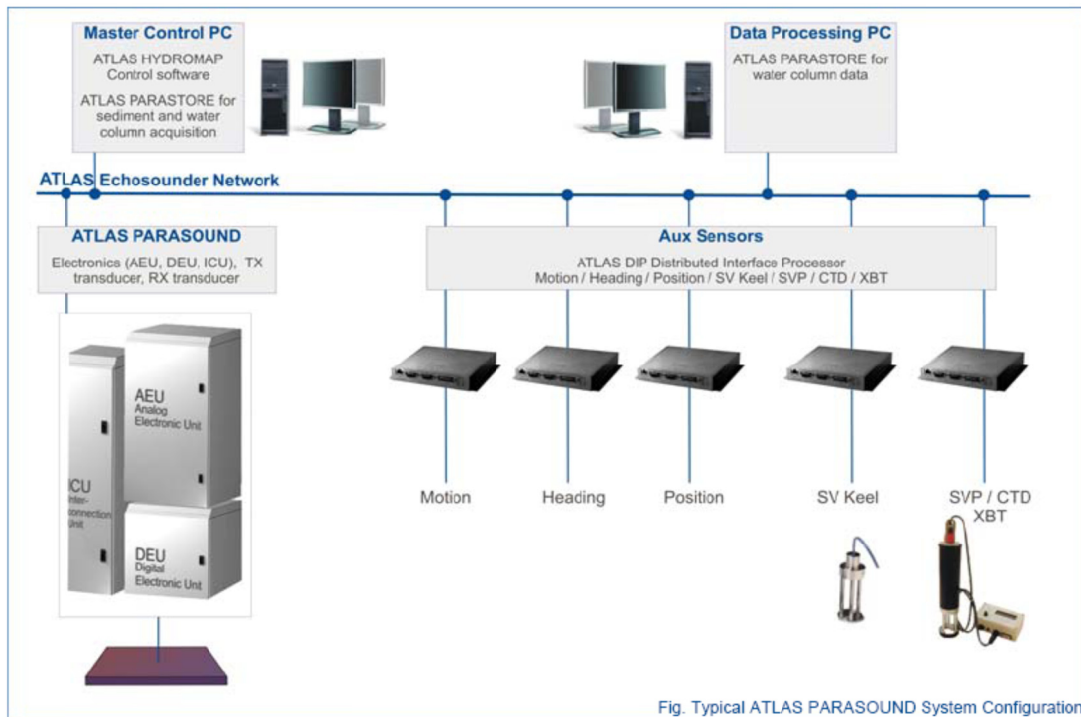 Master Control PC
ATLAS HYDROMAP
Control software
ATLAS PARASTORE for
sediment and water
column acquisition
Data Processing PC
ATLAS PARASTORE for
water column data
ATLAS Echosounder Network
ATLAS PARASOUND
Electronics (AEU, DEU, ICU), TX
transducer, RX transducer
Aux Sensors
ATLAS DIP Distributed Interface Processor
Motion / Heading / Position / SV Keel / SVP / CTD / XBT
AEU
Analog
Electronic Unit
ICU
Inter-
connection
Unit
DEU
Digital
Electronic Unit
Motion
Heading
Position
SV Keel
SVP / CTD
XBT
Fig. Typical ATLAS PARASOUND System Configuration